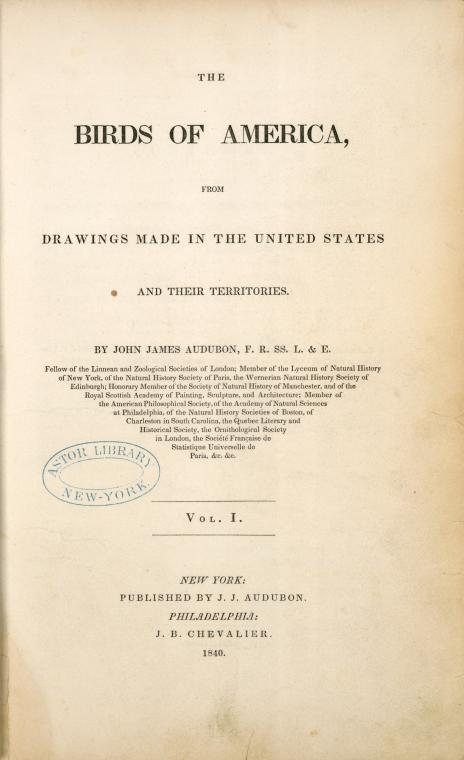 THE
BIRDS OF AMERICA,
FROM
DRAWINGS MADE IN THE UNITED STATES
AND THEIR TERRITORIES.
BY JOHN JAMES AUDUBON, F. R. SS. L. & E.
Fellow of the Linnean and Zoological Societies of London; Member of the Lyceum of Natural History
of New York, of the Natural History Society of Paris, the Wernerian Natural History Society of
Edinburgh; Honorary Member of the Society of Natural History of Manchester, and of the
Royal Scottish Academy of Painting, Sculpture, and Architecture; Member of
the American Philosophical Society, of the Academy of Natural Sciences
at Philadelphia, of the Natural History Societies of Boston, of
Charleston in South Carolina, the Quebec Literary and
Historical Society, the Ornithological Society
in London, the Société Française de
Statistique Universelle de
Paris, &c. &c.
ASTOR LIBRARY
NEW-YORK.
VOL. I.
NEW YORK:
PUBLISHED BY J. J. AUDUBON.
PHILADELPHIA:
J. B. CHEVALIER.
1840.